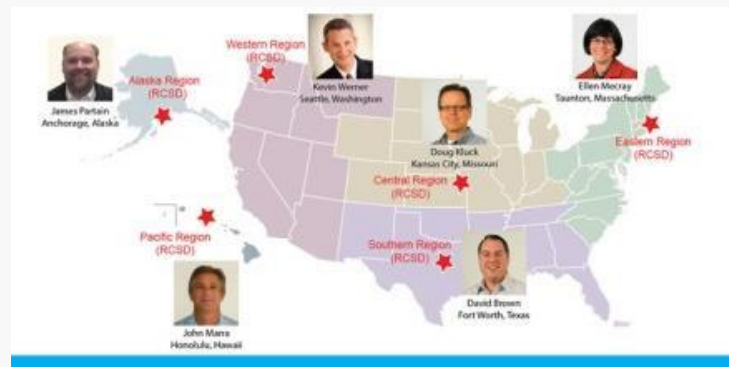 Alaska Region
(RCSD)
James Partain
Anchorage, Alaska
Western Region
(RCSD)
Kevin Werner
Seattle, Washington
Ellen Mecray
Taunton, Massachusetts
Eastern Region
(RCSD)
Doug Kluck
Kansas City, Missouri
Central Region
(RCSD)
Pacific Region
(RCSD)
John Marra
Honolulu, Hawaii
Southern Region
(RCSD)
David Brown
Fort Worth, Texas